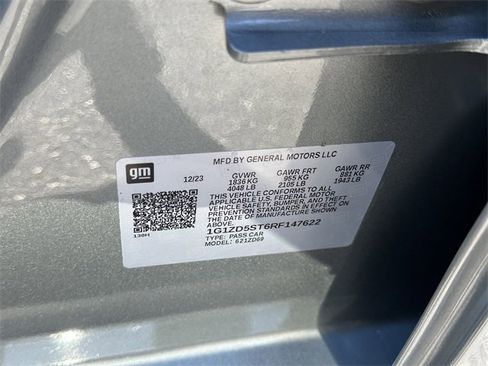 gm
MFD BY GENERAL MOTORS LLC
12/23 GVWR GAWR FRT GAWR RR
1836 KG 955 KG 881 KG
4048 LB 2105 LB 1943 LB
THIS VEHICLE CONFORMS TO ALL
APPLICABLE U.S. FEDERAL MOTOR
VEHICLE SAFETY, BUMPER, AND THEFT
PREVENTION STANDARDS IN EFFECT ON
THE DATE OF MANUFACTURE SHOWN
ABOVE.
1G1ZD5ST6RF147622
TYPE: PASS CAR
MODEL: 621ZD69
130H